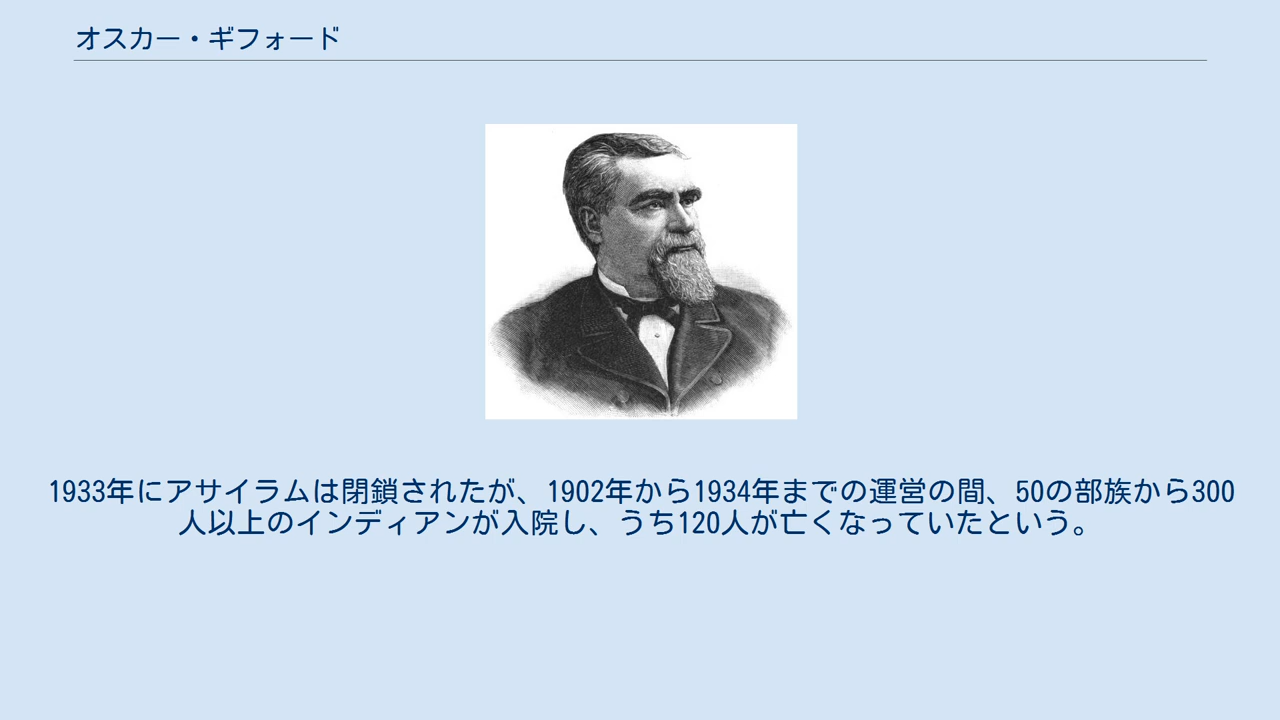 オスカー・ギフォード
1933年にアサイラムは閉鎖されたが、1902年から1934年までの運営の間、50の部族から300
人以上のインディアンが入院し、うち120人が亡くなっていたという。